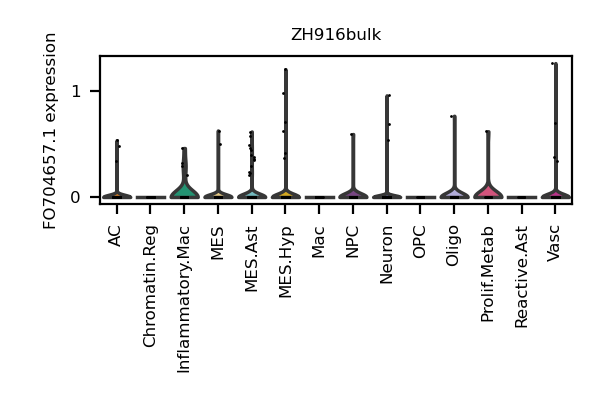 ZH916bulk
FO704657.1 expression
1
0
AC
Chromatin.Reg
Inflammatory.Mac
MES
MES.Ast
MES.Hyp
Mac
NPC
Neuron
OPC
Oligo
Prolif.Metab
Reactive.Ast
Vasc